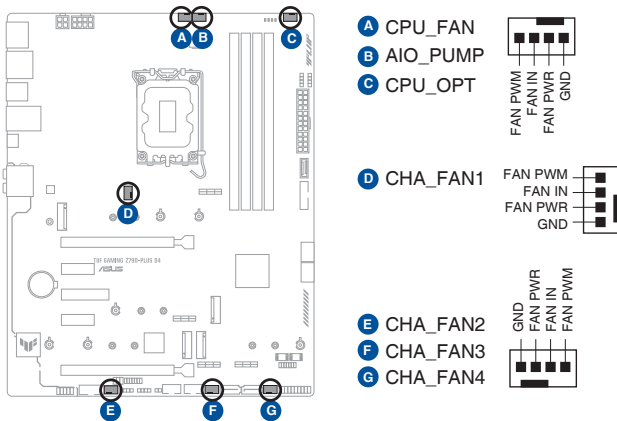 A CPU_FAN
B AIO_PUMP
C CPU_OPT
FAN PWM
FAN IN
FAN PWR
GND
A
B
C
D CHA_FAN1
FAN PWM
FAN IN
FAN PWR
GND
D
TUF GAMING Z790-PLUS D4
/SUS
E CHA_FAN2
F CHA_FAN3
G CHA_FAN4
GND
FAN PWR
FAN IN
FAN PWM
E
F
G